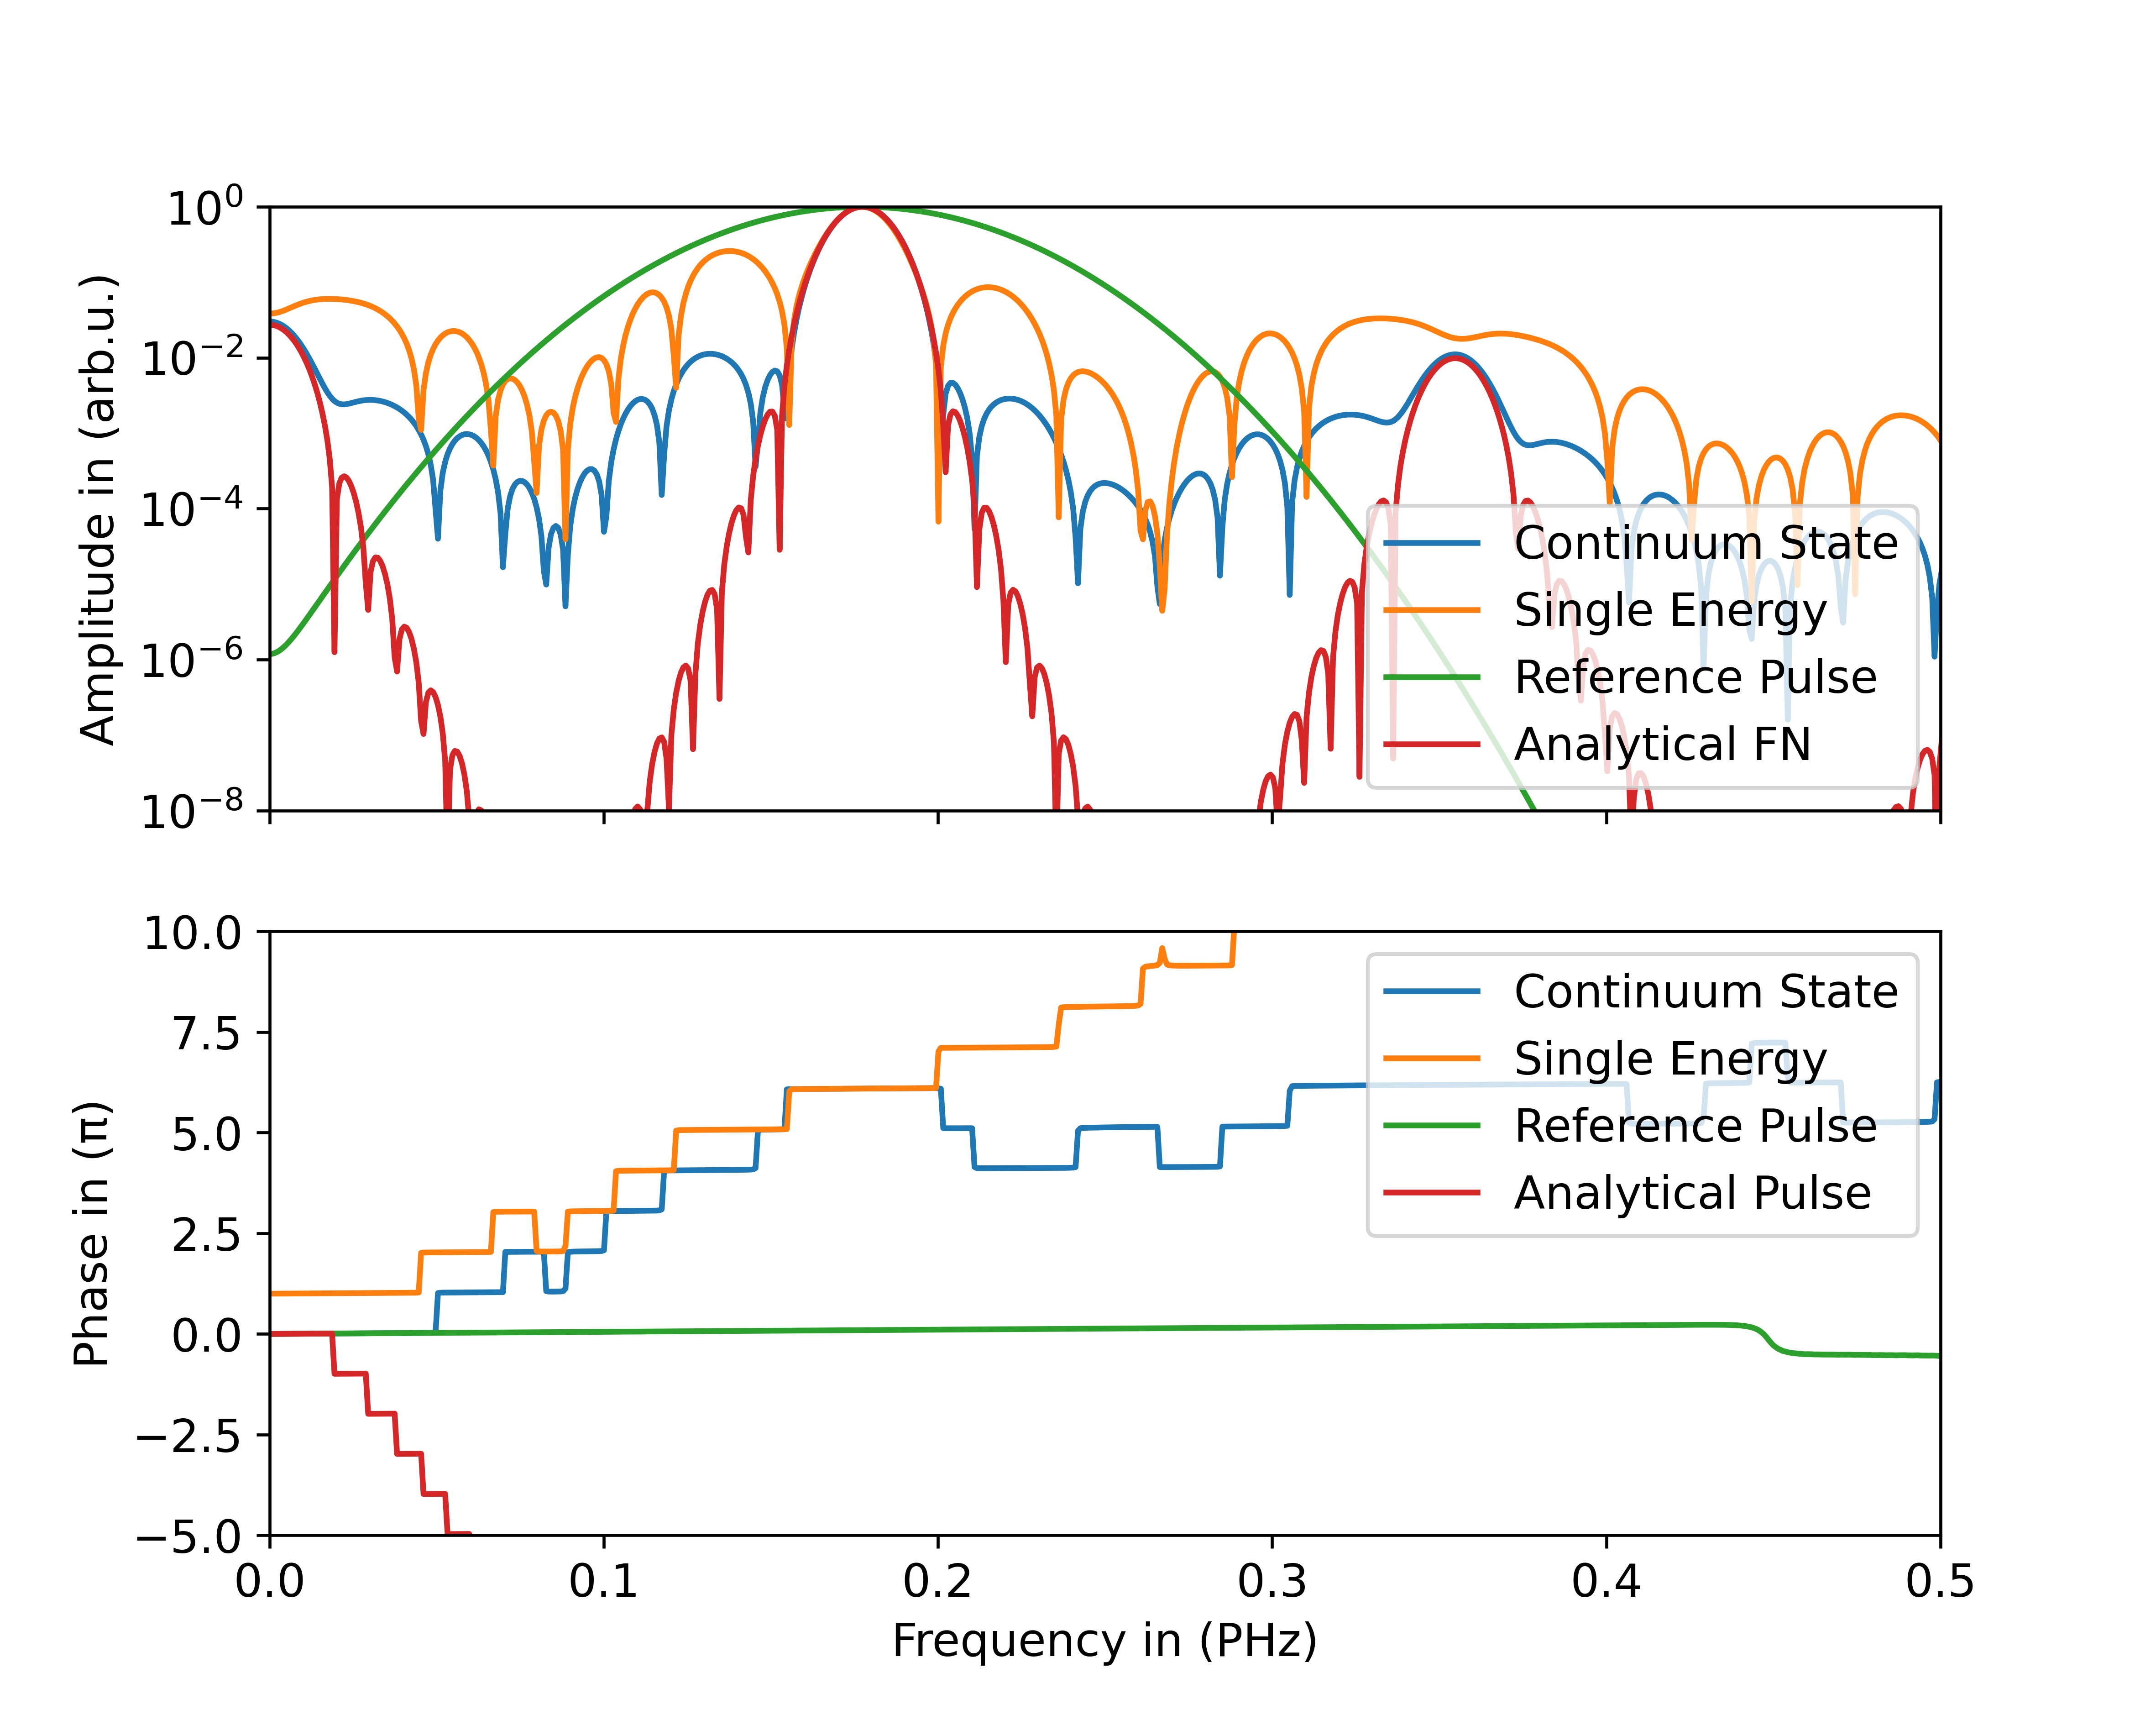 10⁰
10⁻²
10⁻⁴
10⁻⁶
10⁻⁸
Amplitude in (arb.u.)
Continuum State
Single Energy
Reference Pulse
Analytical FN
10.0
7.5
5.0
2.5
0.0
−2.5
−5.0
Phase in (π)
Continuum State
Single Energy
Reference Pulse
Analytical Pulse
0.0 0.1 0.2 0.3 0.4 0.5
Frequency in (PHz)